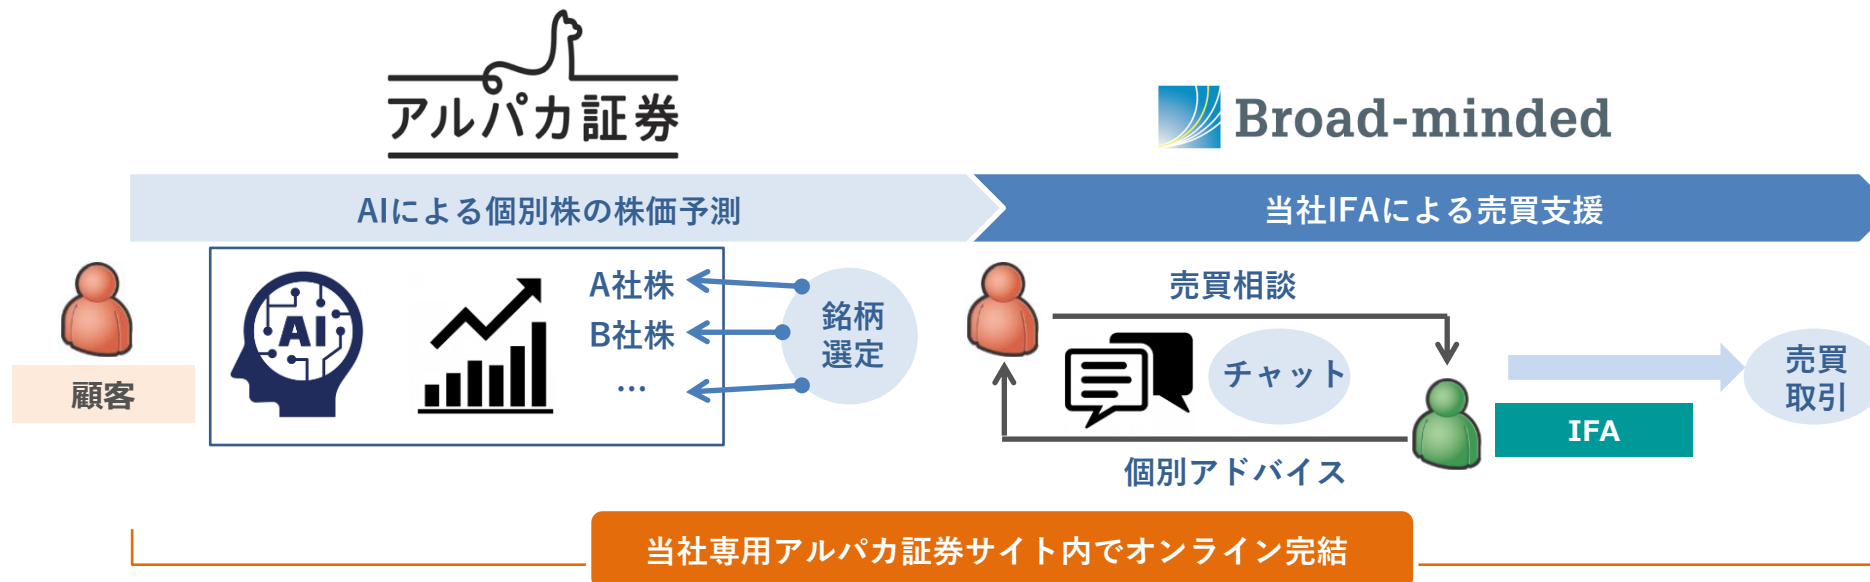 アルパカ証券
Broad-minded
AIによる個別株の株価予測
当社IFAによる売買支援
顧客
AI
A社株
B社株
…
銘柄
選定
売買相談
チャット
個別アドバイス
IFA
売買
取引
当社専用アルパカ証券サイト内でオンライン完結